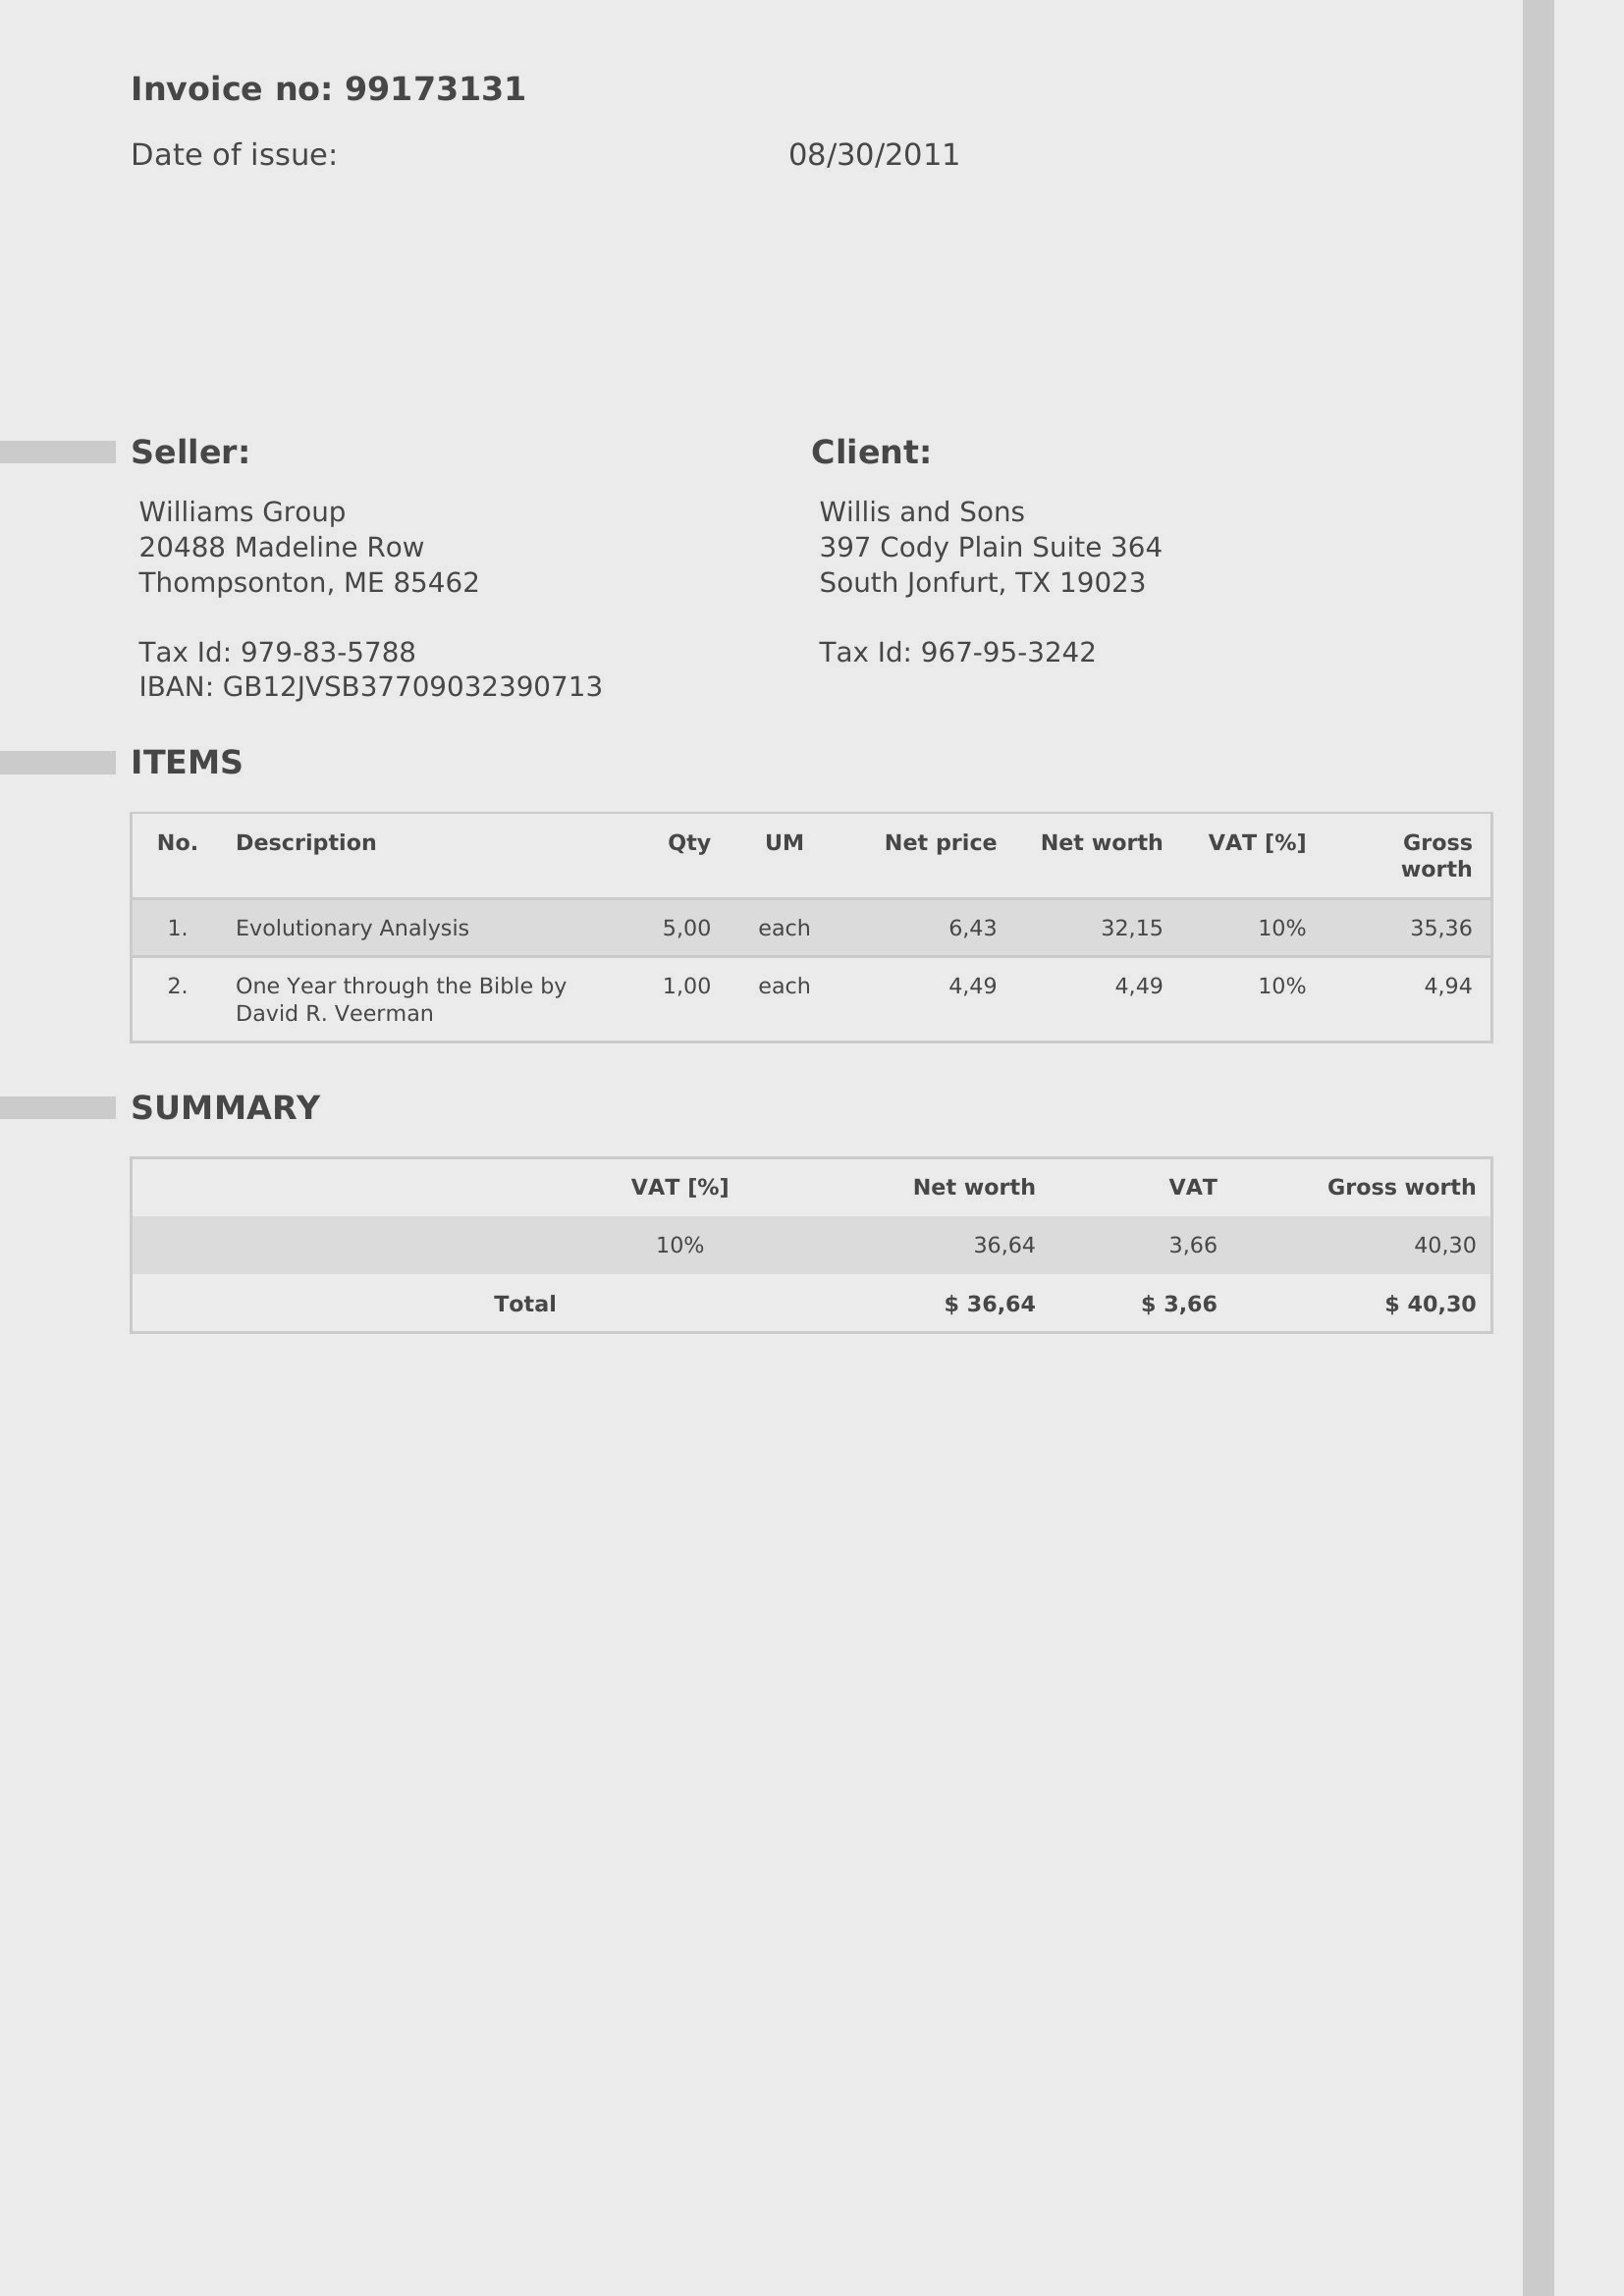 Invoice no: 99173131
Date of issue: 08/30/2011
Seller:
Williams Group
20488 Madeline Row
Thompsonton, ME 85462
Tax Id: 979-83-5788
IBAN: GB12JVSB37709032390713
Client:
Willis and Sons
397 Cody Plain Suite 364
South Jonfurt, TX 19023
Tax Id: 967-95-3242
ITEMS
No. Description Qty UM Net price Net worth VAT [%] Gross
worth
1. Evolutionary Analysis 5,00 each 6,43 32,15 10% 35,36
2. One Year through the Bible by 1,00 each 4,49 4,49 10% 4,94
David R. Veerman
SUMMARY
VAT [%] Net worth VAT Gross worth
10% 36,64 3,66 40,30
Total $ 36,64 $ 3,66 $ 40,30